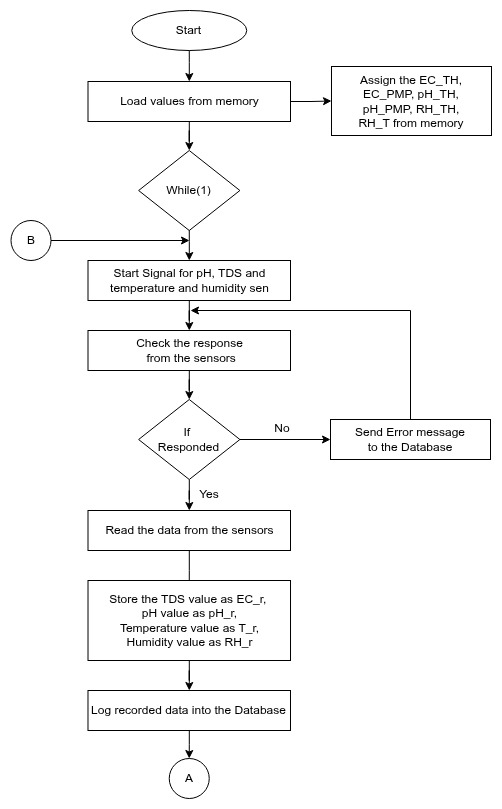 Start
Load values from memory
Assign the EC_TH,
EC_PMP, pH_TH,
pH_PMP, RH_TH,
RH_T from memory
While(1)
B
Start Signal for pH, TDS and
temperature and humidity sen
Check the response
from the sensors
If
Responded
No
Send Error message
to the Database
Yes
Read the data from the sensors
Store the TDS value as EC_r,
pH value as pH_r,
Temperature value as T_r,
Humidity value as RH_r
Log recorded data into the Database
A